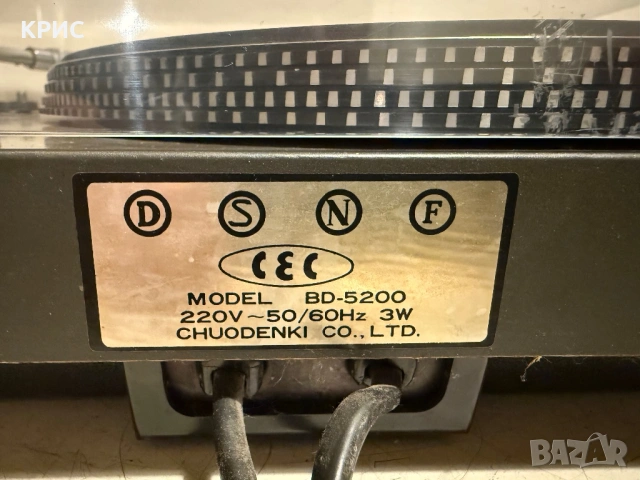 КРИС
D S N F
CEC
MODEL BD-5200
220V~50/60Hz 3W
CHUODENKI CO., LTD.
BAZAR